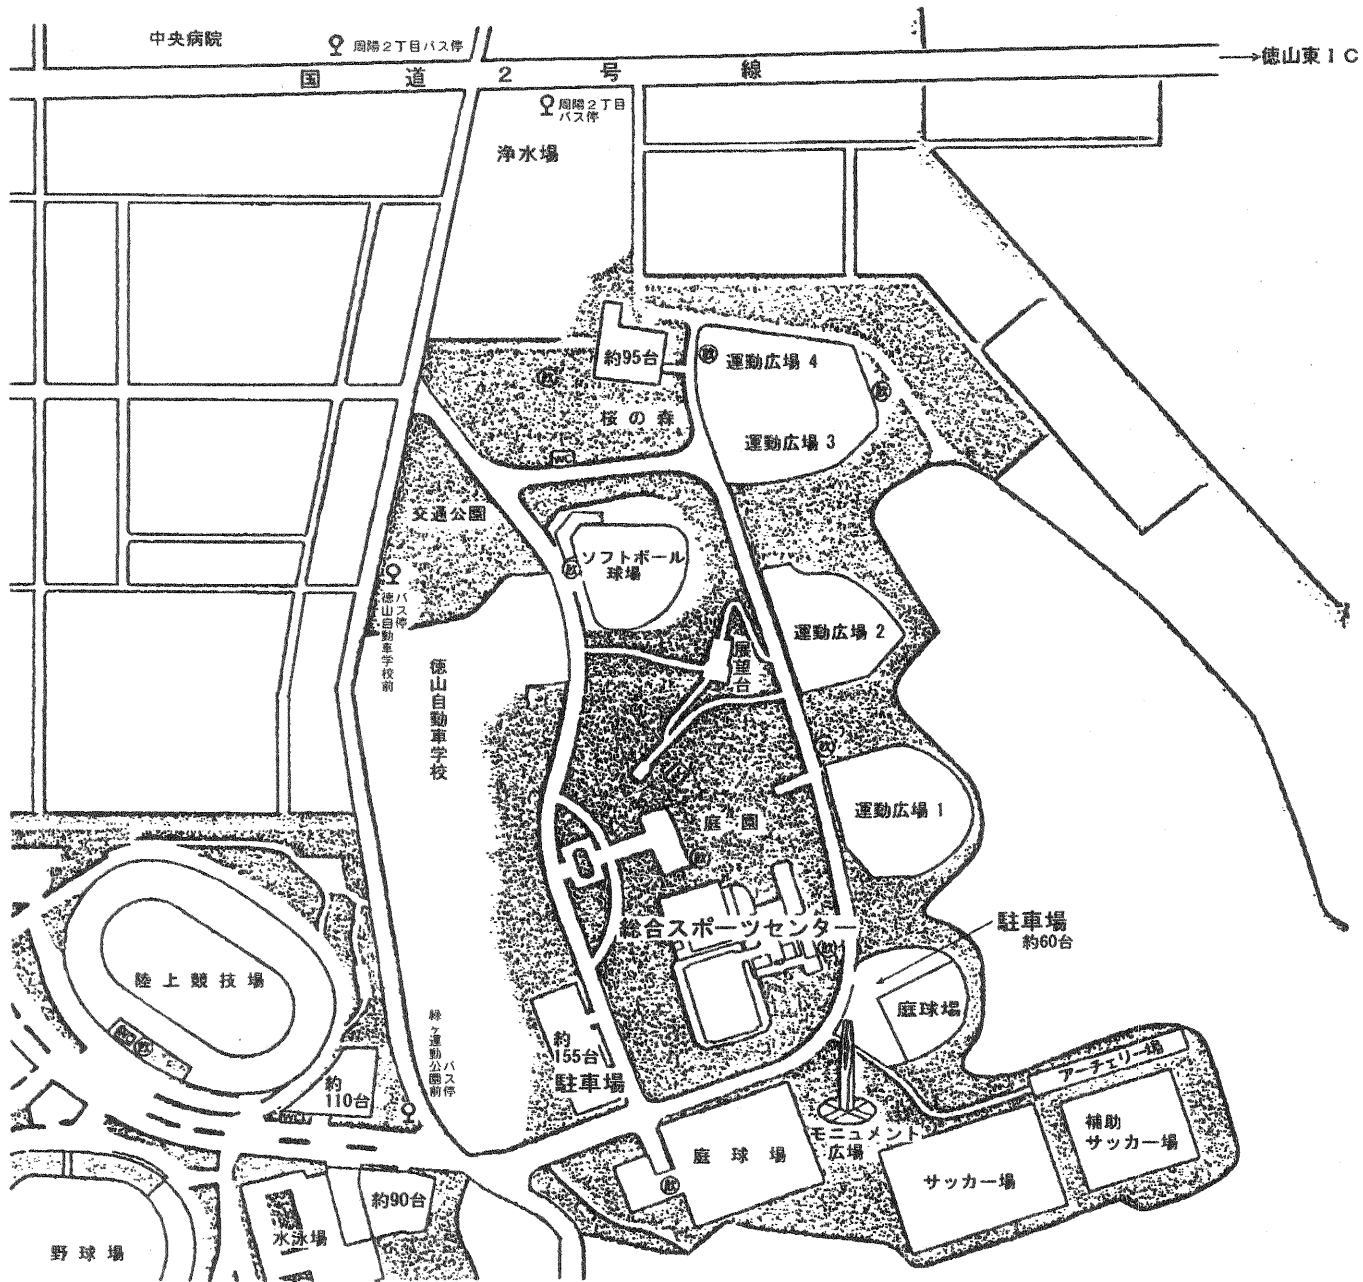 中央病院
周陽2丁目バス停
国道2号線
→徳山東IC
周陽2丁目
バス停
浄水場
約95台
運動広場 4
桜の森
運動広場 3
WC
交通公園
ソフトボール
球場
バス停
徳山自動車学校前
運動広場 2
展望台
徳山自動車学校
運動広場 1
庭園
総合スポーツセンター
駐車場
約60台
陸上競技場
庭球場
緑ヶ運動公園前
バス停
約
155台
駐車場
アーチェリー場
約
110台
WC
補助
サッカー場
モニュメント
広場
庭球場
サッカー場
約90台
水泳場
野球場